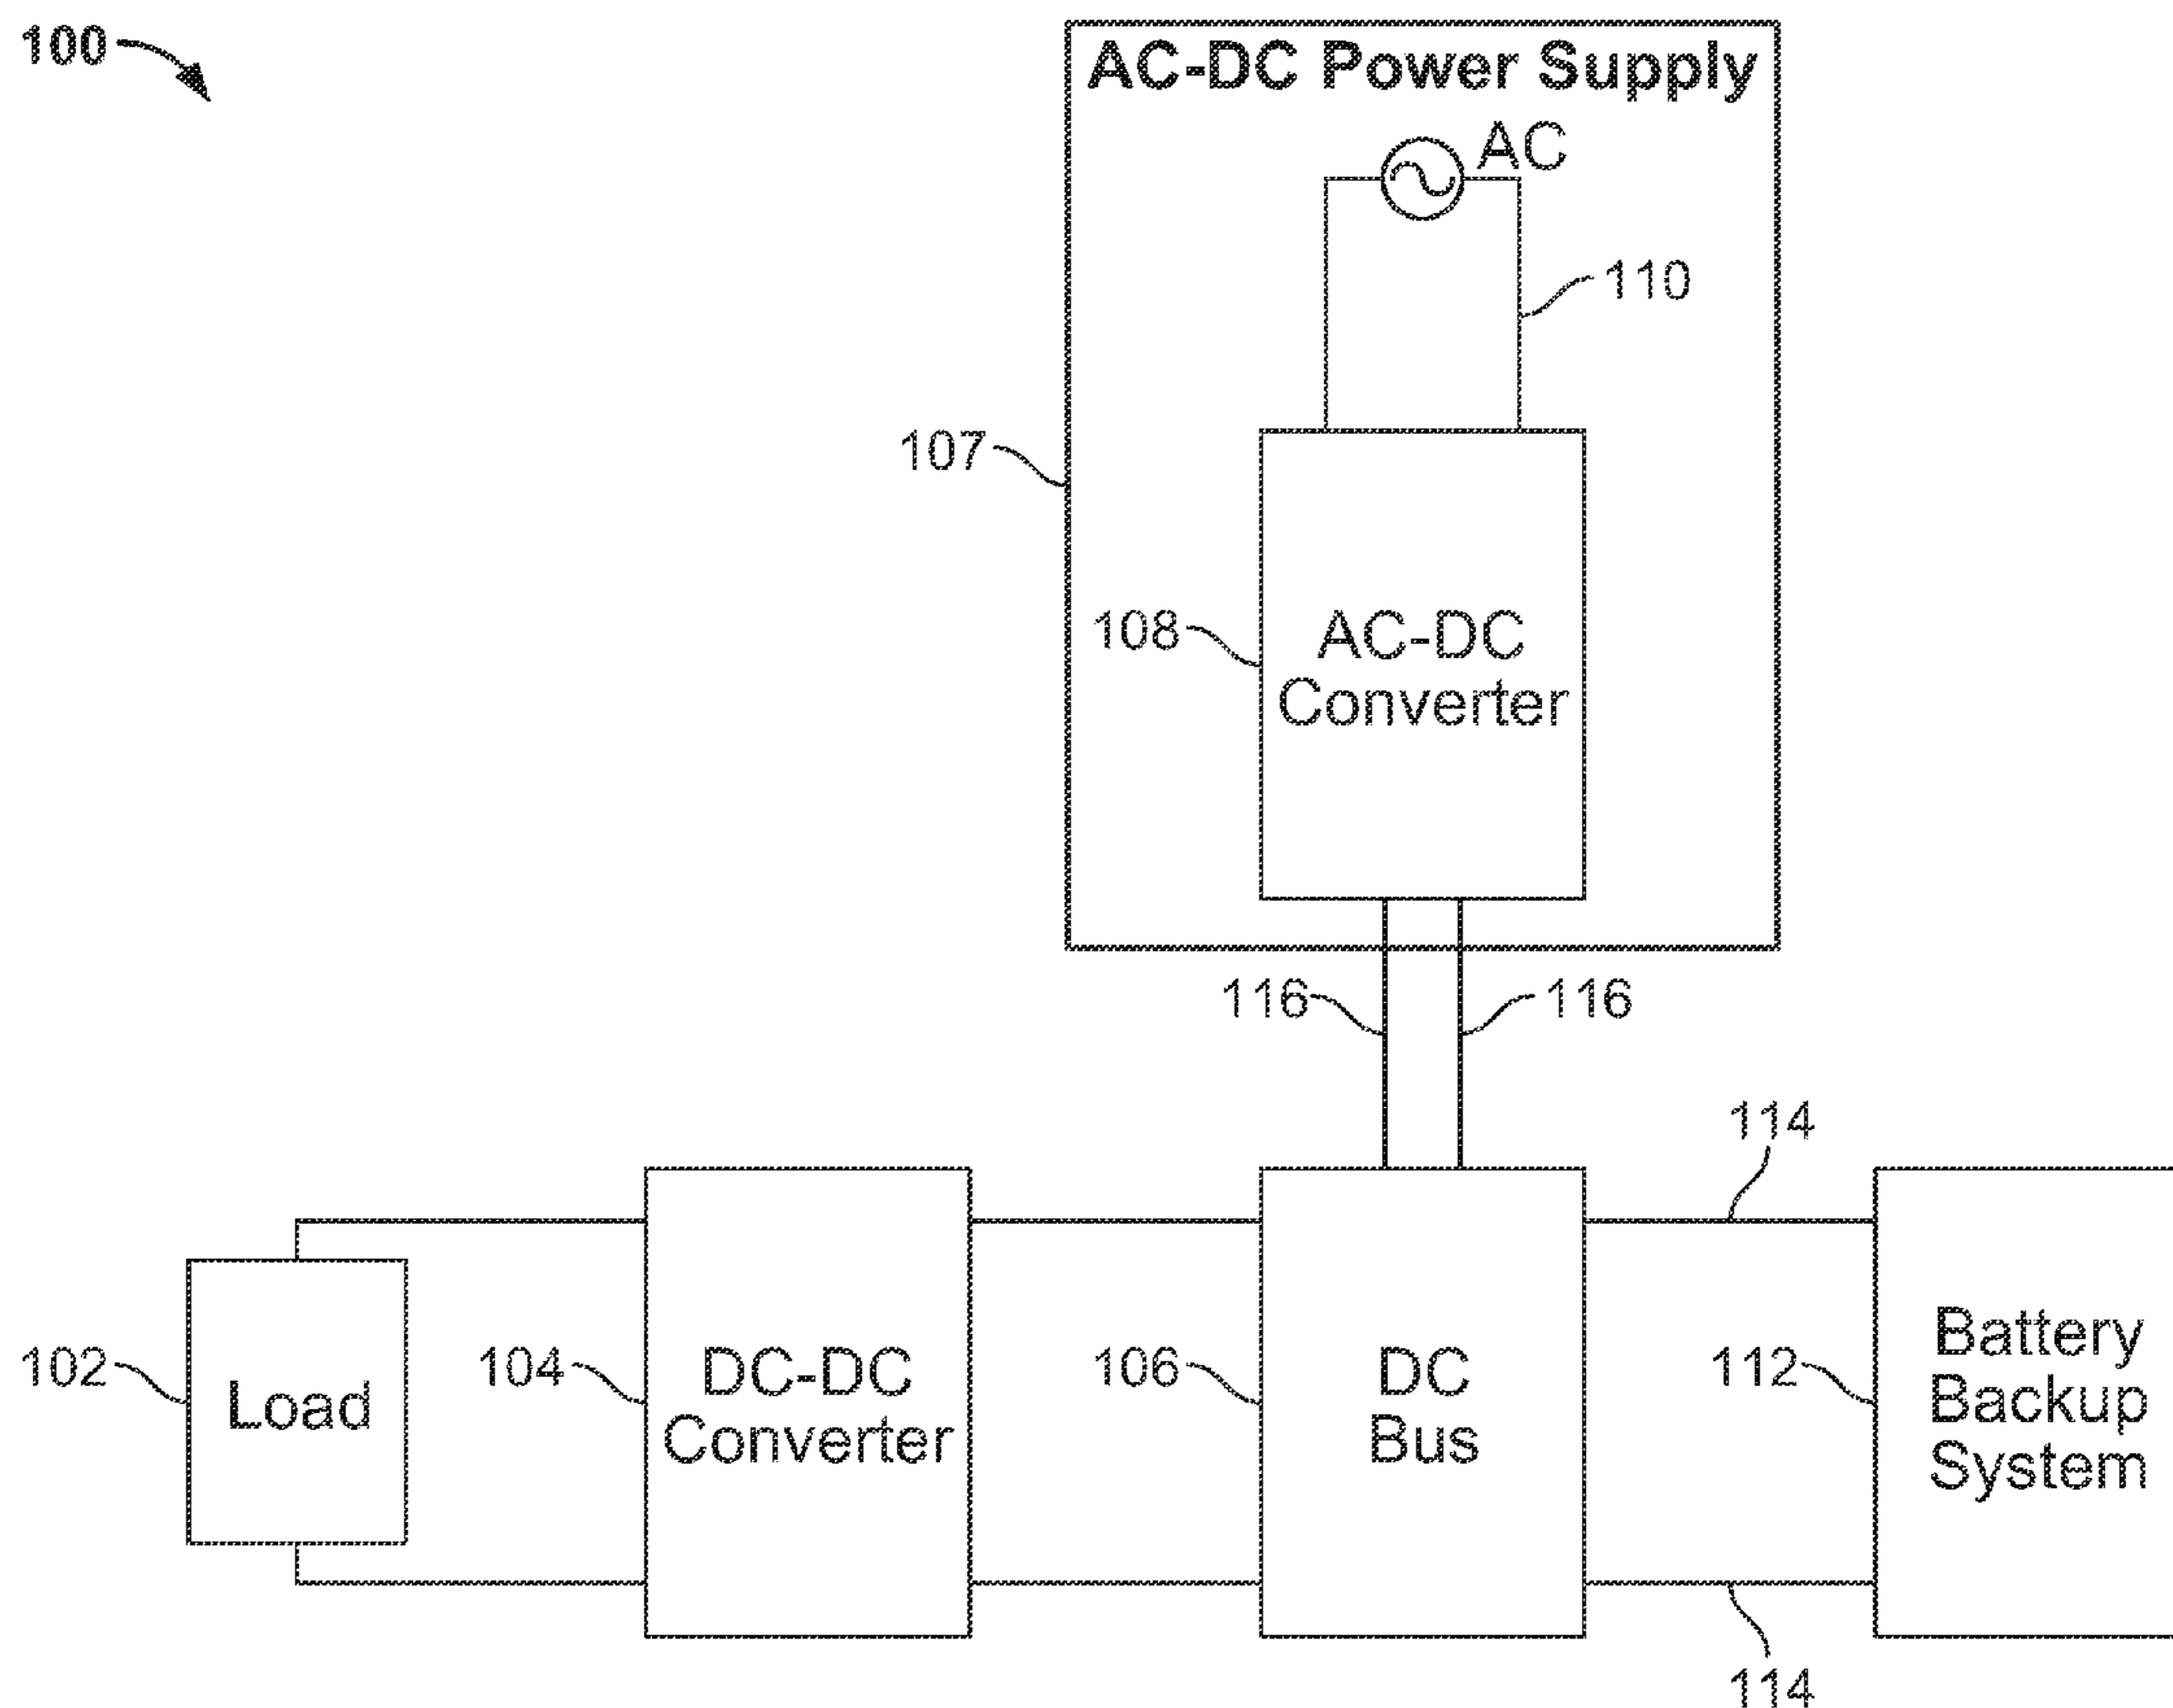 100
AC-DC Power Supply
AC
110
107
108
AC-DC
Converter
116
116
114
102
Load
104
DC-DC
Converter
106
DC
Bus
112
Battery
Backup
System
114